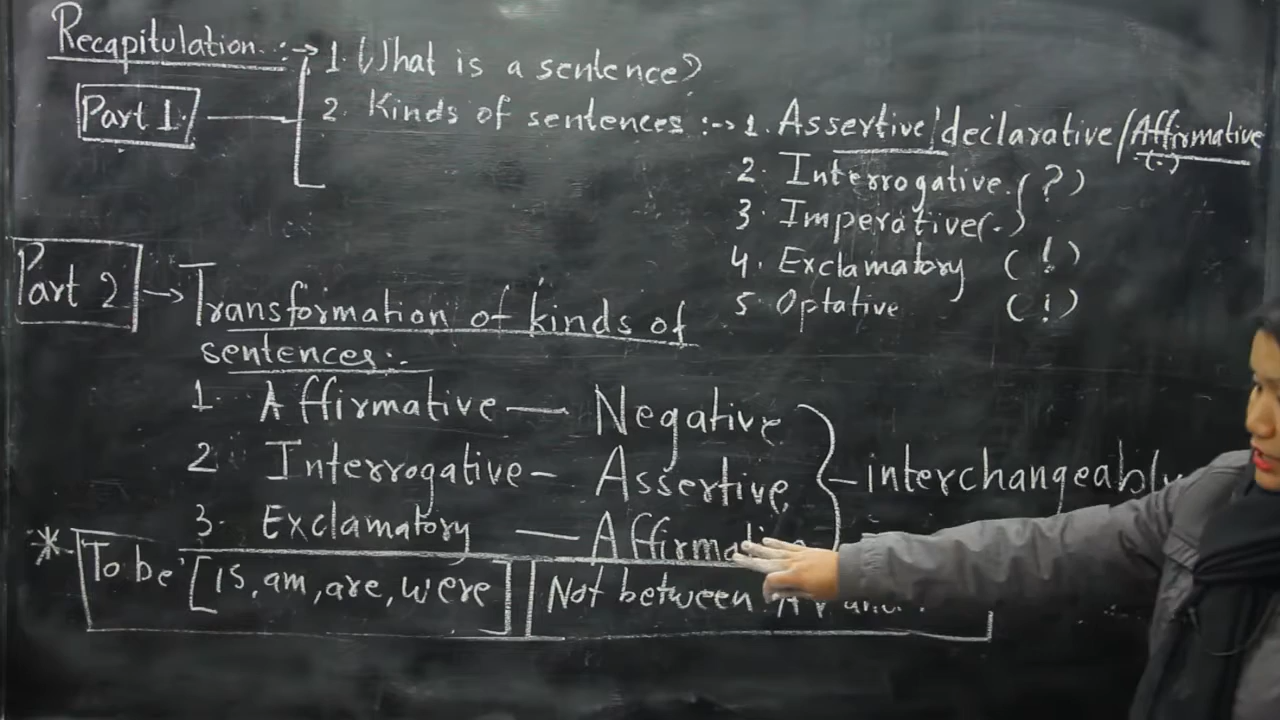 Recapitulation :→ 1. What is a sentence?
Part 1.
2. Kinds of sentences :→ 1. Assertive/declarative/Affirmative (.)
2. Interrogative (?)
3. Imperative (.)
4. Exclamatory (!)
5 Optative (!)
Part 2 → Transformation of kinds of
sentences:.
1. Affirmative — Negative
2 Interrogative — Assertive, } – interchangeably
3. Exclamatory — Affirmative
* To be [is, am, are, were] Not between